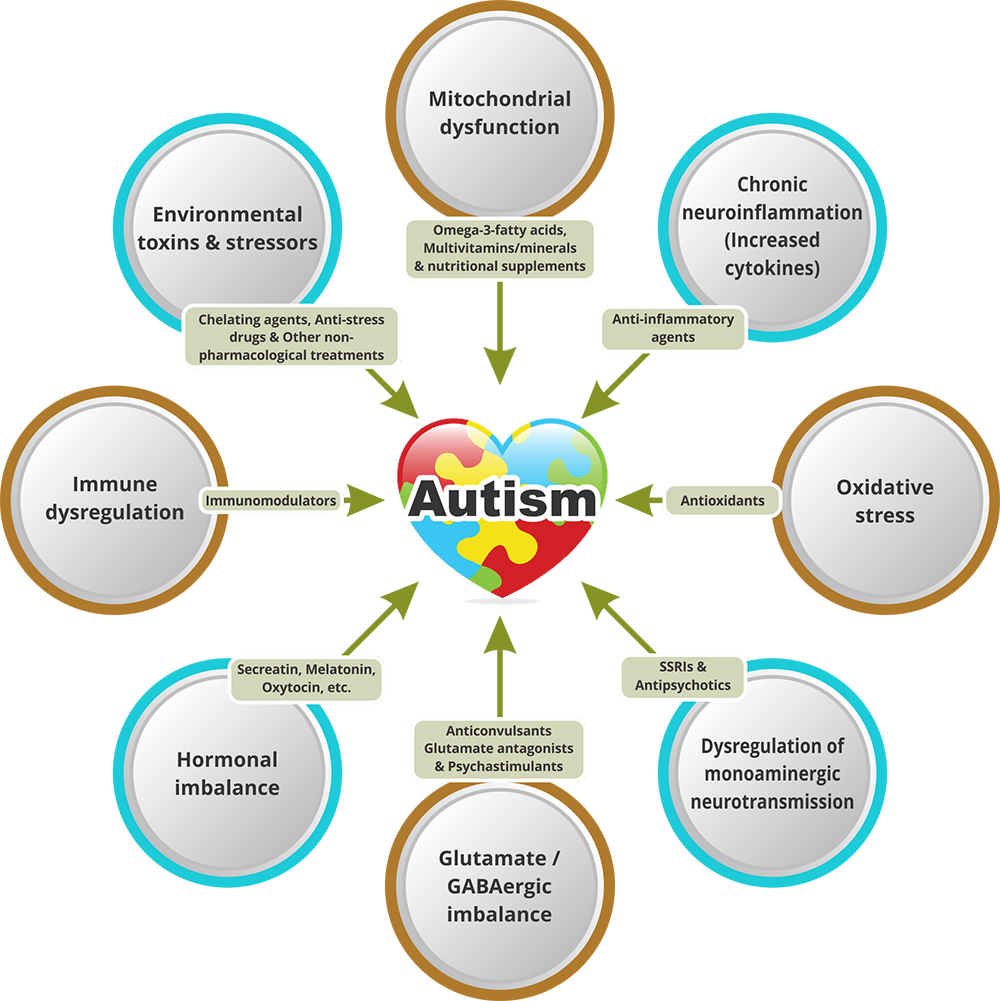 Mitochondrial
dysfunction
Omega-3-fatty acids,
Multivitamins/minerals
& nutritional supplements
Chronic
neuroinflammation
(Increased
cytokines)
Anti-inflammatory
agents
Oxidative
stress
Antioxidants
Dysregulation of
monoaminergic
neurotransmission
SSRIs &
Antipsychotics
Glutamate /
GABAergic
imbalance
Anticonvulsants
Glutamate antagonists
& Psychastimulants
Hormonal
imbalance
Secreatin, Melatonin,
Oxytocin, etc.
Immune
dysregulation
Immunomodulators
Environmental
toxins & stressors
Chelating agents, Anti-stress
drugs & Other non-
pharmacological treatments
Autism